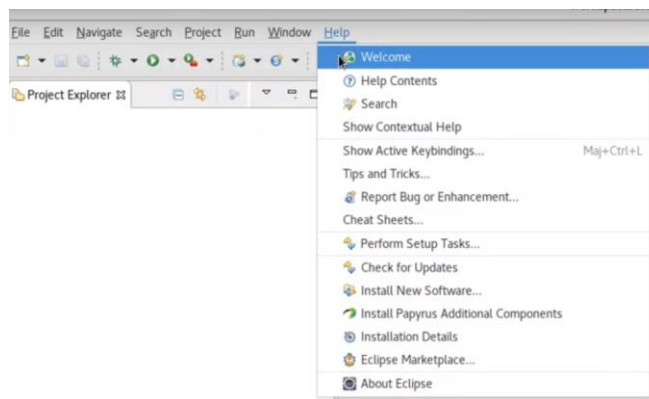 File Edit Navigate Search Project Run Window Help
Project Explorer
Welcome
Help Contents
Search
Show Contextual Help
Show Active Keybindings... Maj+Ctrl+L
Tips and Tricks...
Report Bug or Enhancement...
Cheat Sheets...
Perform Setup Tasks...
Check for Updates
Install New Software...
Install Papyrus Additional Components
Installation Details
Eclipse Marketplace...
About Eclipse